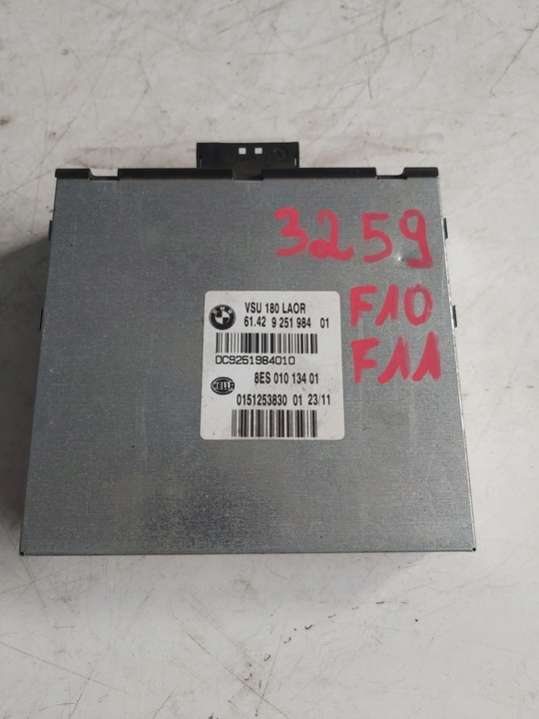 3259
F10
F11
VSU 180 LAOR
61.42 9 251 984 01
DC9251984010
8ES 010 134 01
HELLA
0151253830 01 23/11